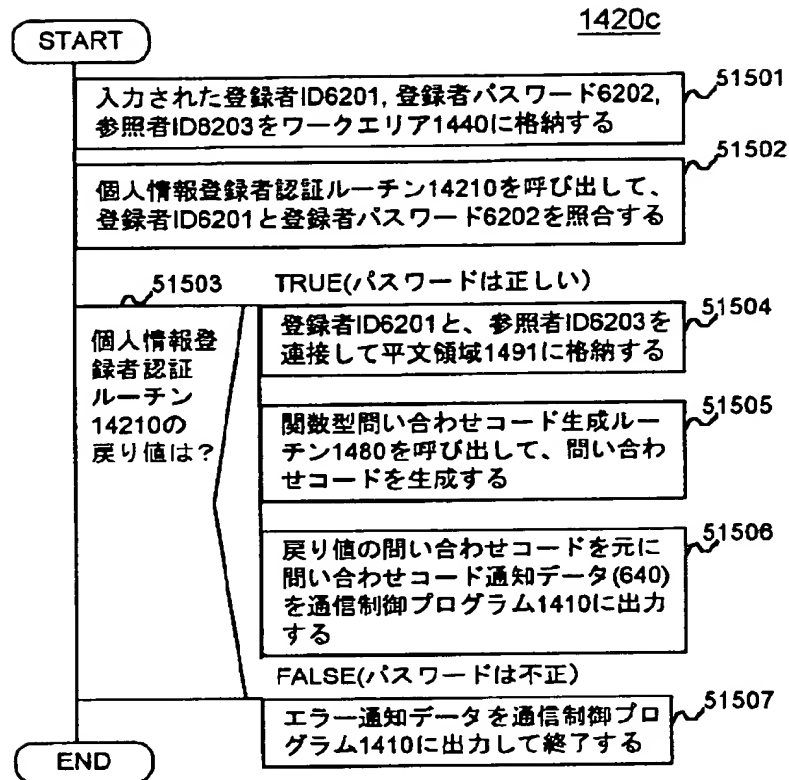 1420c
START
51501
入力された登録者ID6201, 登録者パスワード6202,
参照者ID8203をワークエリア1440に格納する
51502
個人情報登録者認証ルーチン14210を呼び出して、
登録者ID6201と登録者パスワード6202を照合する
51503
TRUE(パスワードは正しい)
個人情報登
録者認証
ルーチン
14210の
戻り値は?
51504
登録者ID6201と、参照者ID6203を
連接して平文領域1491に格納する
51505
関数型問い合わせコード生成ルー
チン1480を呼び出して、問い合わ
せコードを生成する
51506
戻り値の問い合わせコードを元に
問い合わせコード通知データ(640)
を通信制御プログラム1410に出力
する
FALSE(パスワードは不正)
51507
エラー通知データを通信制御プロ
グラム1410に出力して終了する
END